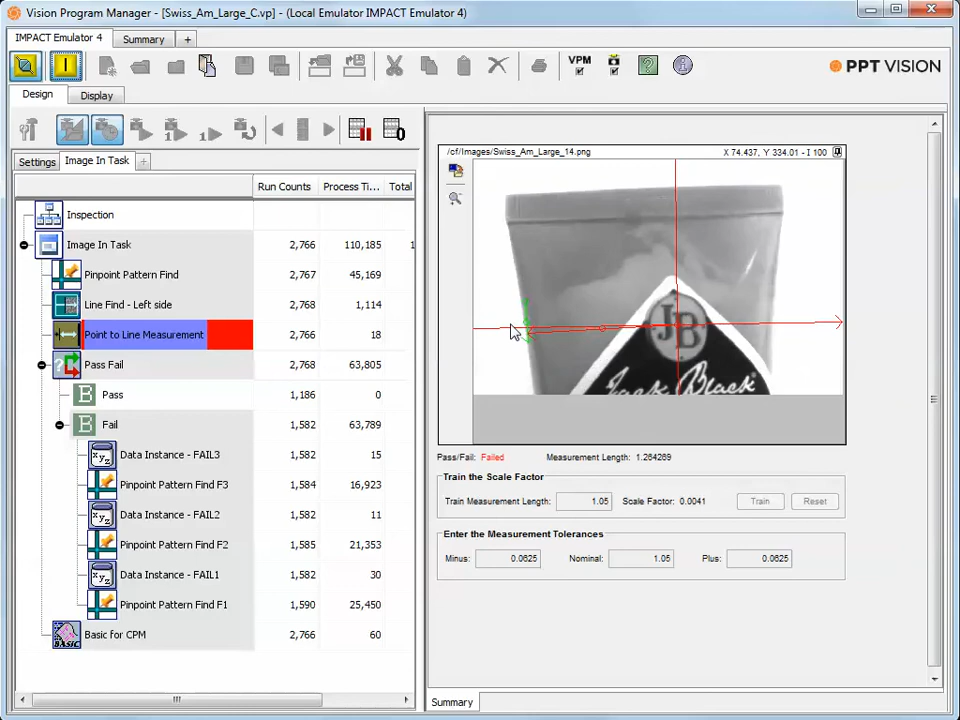 Vision Program Manager - [Swiss_Am_Large_C.vp] - (Local Emulator IMPACT Emulator 4)
IMPACT Emulator 4
Summary
+
VPM
PPT VISION
Design
Display
Settings
Image In Task
Run Counts
Process Ti...
Total
Inspection
Image In Task 2,766 110,185 1
Pinpoint Pattern Find 2,767 45,169
Line Find - Left side 2,768 1,114
Point to Line Measurement 2,766 18
Pass Fail 2,768 63,805
B Pass 1,186 0
B Fail 1,582 63,789
xyz Data Instance - FAIL3 1,582 15
Pinpoint Pattern Find F3 1,584 16,923
xyz Data Instance - FAIL2 1,582 11
Pinpoint Pattern Find F2 1,585 21,353
xyz Data Instance - FAIL1 1,582 30
Pinpoint Pattern Find F1 1,590 25,450
BASIC Basic for CPM 2,766 60
/cf/Images/Swiss_Am_Large_14.png X 74.437, Y 334.01 - I 100
JB
Jack Black
Pass/Fail: Failed Measurement Length: 1.264269
Train the Scale Factor
Train Measurement Length: 1.05 Scale Factor: 0.0041 Train Reset
Enter the Measurement Tolerances
Minus: 0.0625 Nominal: 1.05 Plus: 0.0625
Summary